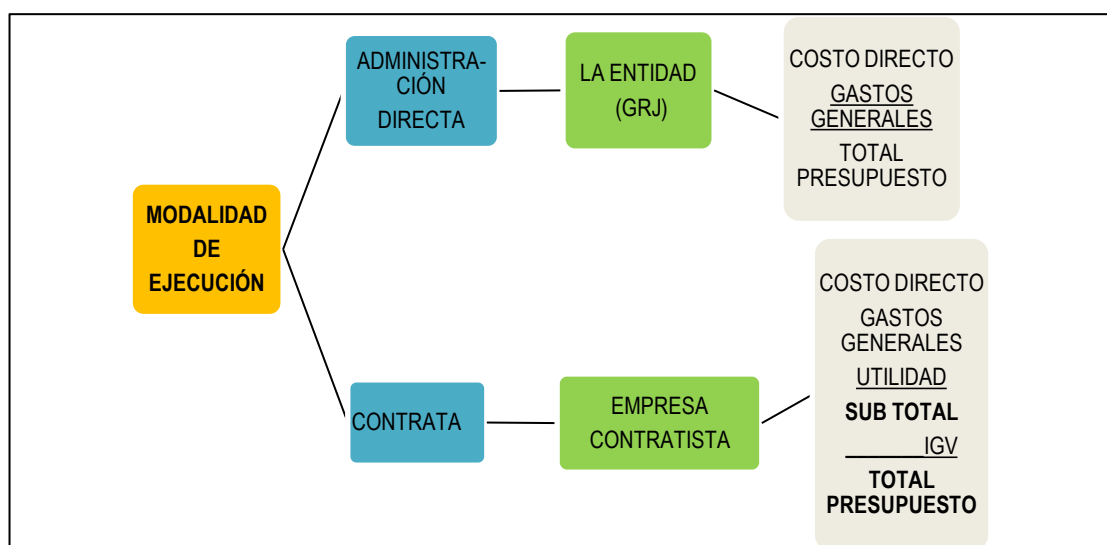 MODALIDAD
DE
EJECUCIÓN
ADMINISTRA-
CIÓN
DIRECTA
LA ENTIDAD
(GRJ)
COSTO DIRECTO
GASTOS
GENERALES
TOTAL
PRESUPUESTO
CONTRATA
EMPRESA
CONTRATISTA
COSTO DIRECTO
GASTOS
GENERALES
UTILIDAD
SUB TOTAL
_______IGV
TOTAL
PRESUPUESTO